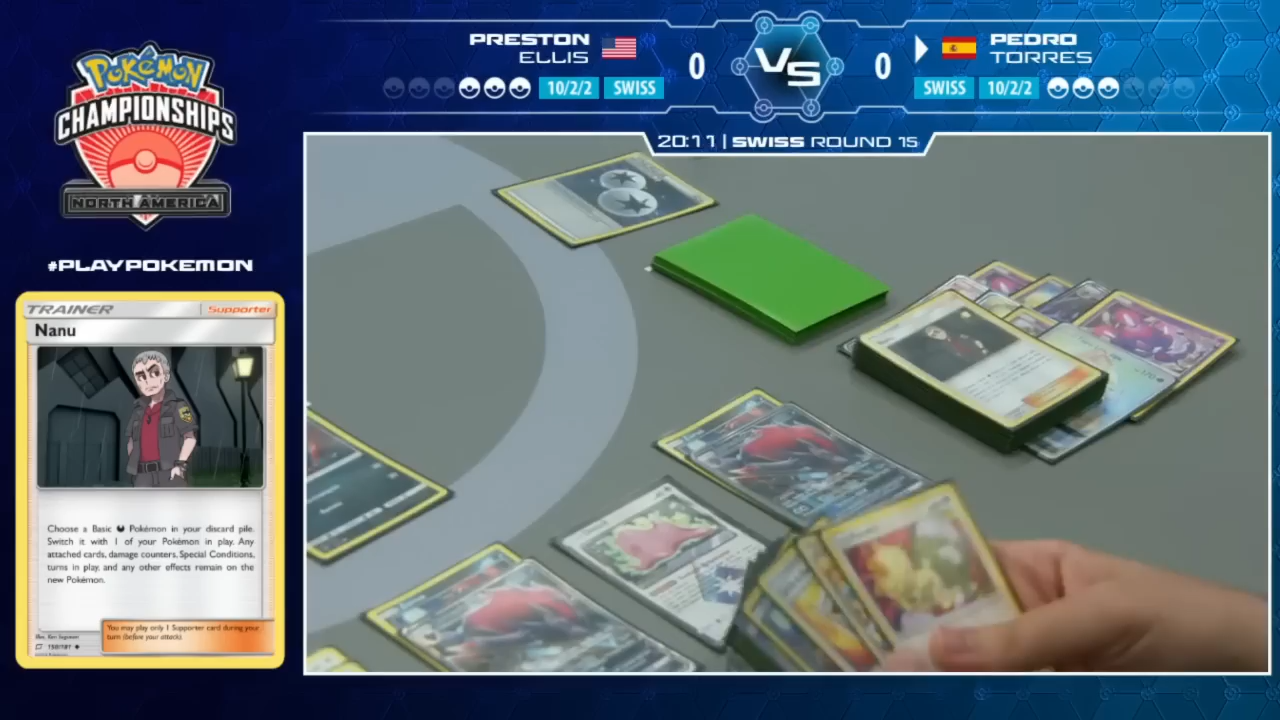 POKÉMON
CHAMPIONSHIPS
NORTH AMERICA
#PLAYPOKEMON
PRESTON
ELLIS
0
10/2/2
SWISS
VS
0
PEDRO
TORRES
SWISS
10/2/2
20:11 | SWISS ROUND 15
TRAINER
Supporter
Nanu
Choose a Basic Pokémon in your discard pile.
Switch it with 1 of your Pokémon in play. Any
attached cards, damage counters, Special Conditions,
turns in play, and any other effects remain on the
new Pokémon.
You may play only 1 Supporter card during your
turn (before your attack).
150/181